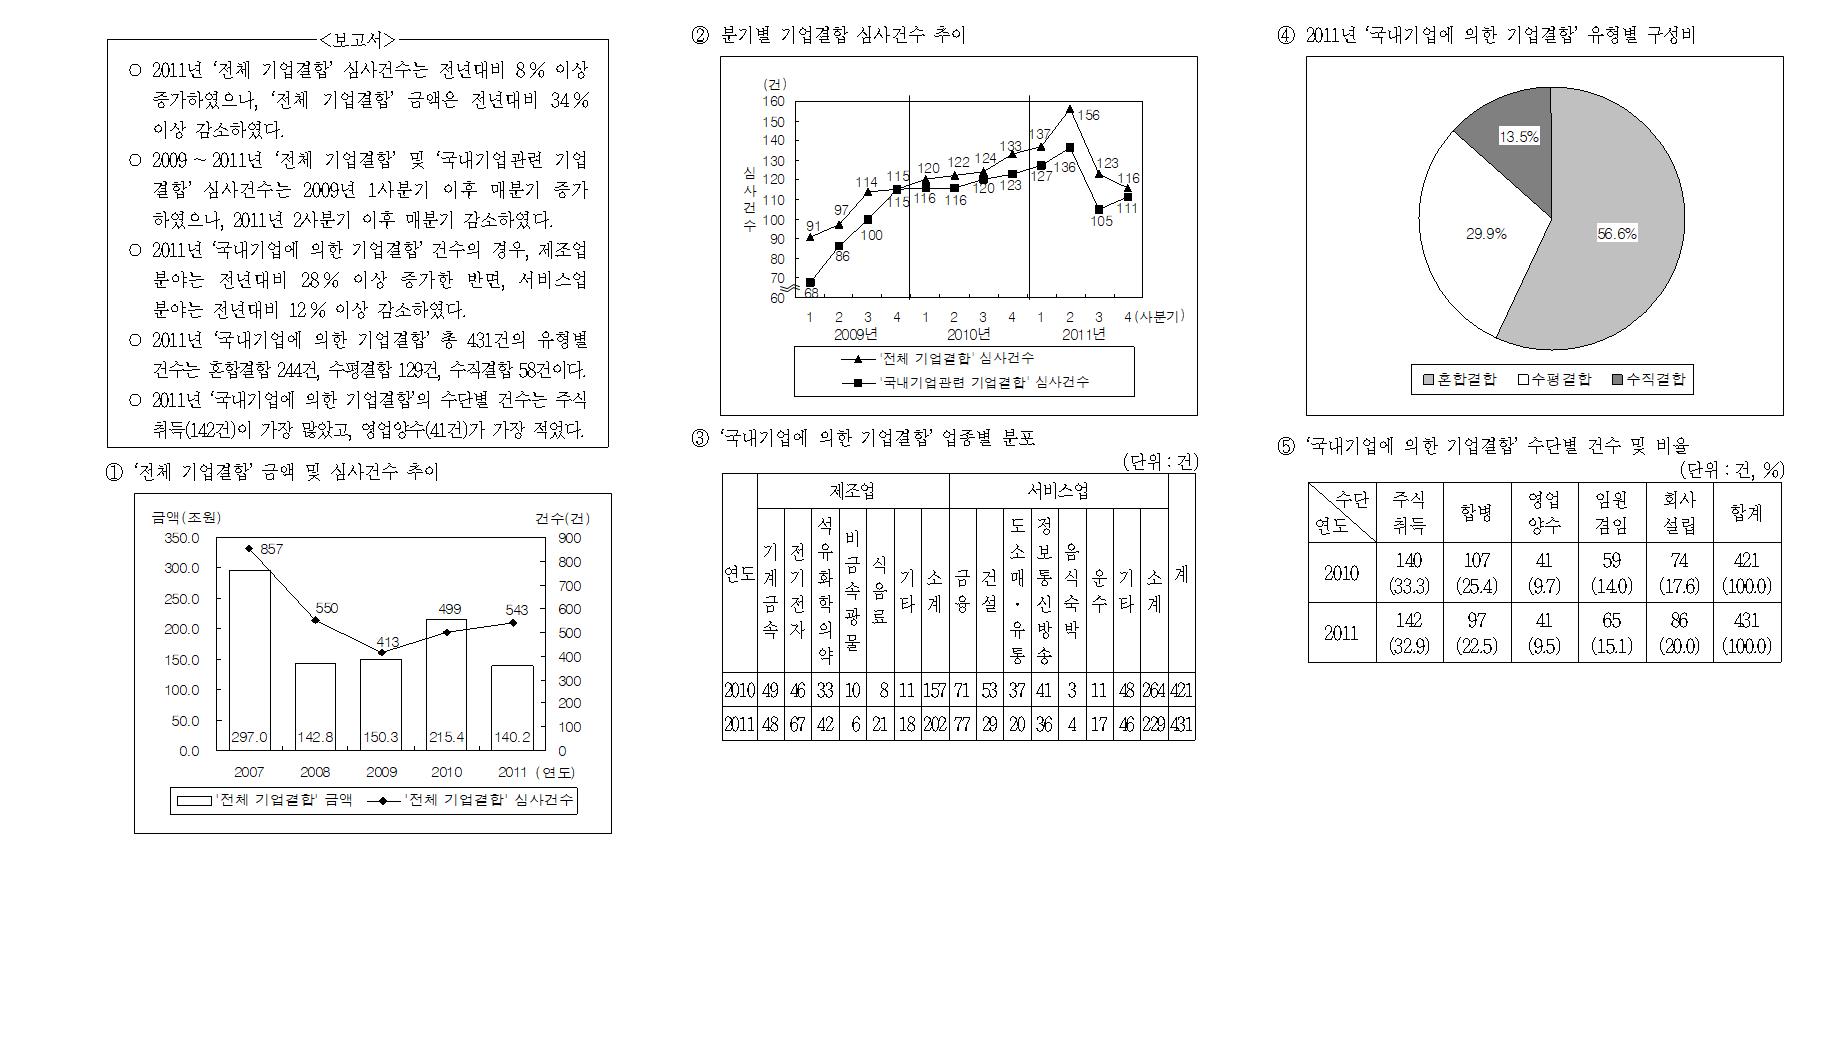 <보고서>
○ 2011년 ‘전체 기업결합’ 심사건수는 전년대비 8% 이상
증가하였으나, ‘전체 기업결합’ 금액은 전년대비 34%
이상 감소하였다.
○ 2009~2011년 ‘전체 기업결합’ 및 ‘국내기업관련 기업
결합’ 심사건수는 2009년 1사분기 이후 매분기 증가
하였으나, 2011년 2사분기 이후 매분기 감소하였다.
○ 2011년 ‘국내기업에 의한 기업결합’ 건수의 경우, 제조업
분야는 전년대비 28% 이상 증가한 반면, 서비스업
분야는 전년대비 12% 이상 감소하였다.
○ 2011년 ‘국내기업에 의한 기업결합’ 총 431건의 유형별
건수는 혼합결합 244건, 수평결합 129건, 수직결합 58건이다.
○ 2011년 ‘국내기업에 의한 기업결합’의 수단별 건수는 주식
취득(142건)이 가장 많았고, 영업양수(41건)가 가장 적었다.
① ‘전체 기업결합’ 금액 및 심사건수 추이
금액(조원) 건수(건)
350.0 900
300.0 800
250.0 700
200.0 600
150.0 500
100.0 400
50.0 300
0.0 200
100
0
857 550 413 499 543
297.0 142.8 150.3 215.4 140.2
2007 2008 2009 2010 2011 (연도)
'전체 기업결합' 금액 '전체 기업결합' 심사건수
② 분기별 기업결합 심사건수 추이
(건)
심사건수
160
150
140
130
120
110
100
90
80
70
60
91 97 114 115 120 122 124 133 137 156 123 116
68 86 100 115 116 116 120 123 127 136 105 111
1 2 3 4 1 2 3 4 1 2 3 4 (사분기)
2009년 2010년 2011년
'전체 기업결합' 심사건수
'국내기업관련 기업결합' 심사건수
③ ‘국내기업에 의한 기업결합’ 업종별 분포
(단위 : 건)
연도 제조업 서비스업 계
기계금속 전기전자 석유화학의약 비금속광물 식음료 기타 소계 금융 건설 도소매·유통 정보통신방송 음식숙박 운수 기타 소계
2010 49 46 33 10 8 11 157 71 53 37 41 3 11 48 264 421
2011 48 67 42 6 21 18 202 77 29 20 36 4 17 46 229 431
④ 2011년 ‘국내기업에 의한 기업결합’ 유형별 구성비
13.5%
29.9%
56.6%
혼합결합 수평결합 수직결합
⑤ ‘국내기업에 의한 기업결합’ 수단별 건수 및 비율
(단위 : 건, %)
수단 연도 주식취득 합병 영업양수 임원겸임 회사설립 합계
2010 140 107 41 59 74 421
(33.3) (25.4) (9.7) (14.0) (17.6) (100.0)
2011 142 97 41 65 86 431
(32.9) (22.5) (9.5) (15.1) (20.0) (100.0)